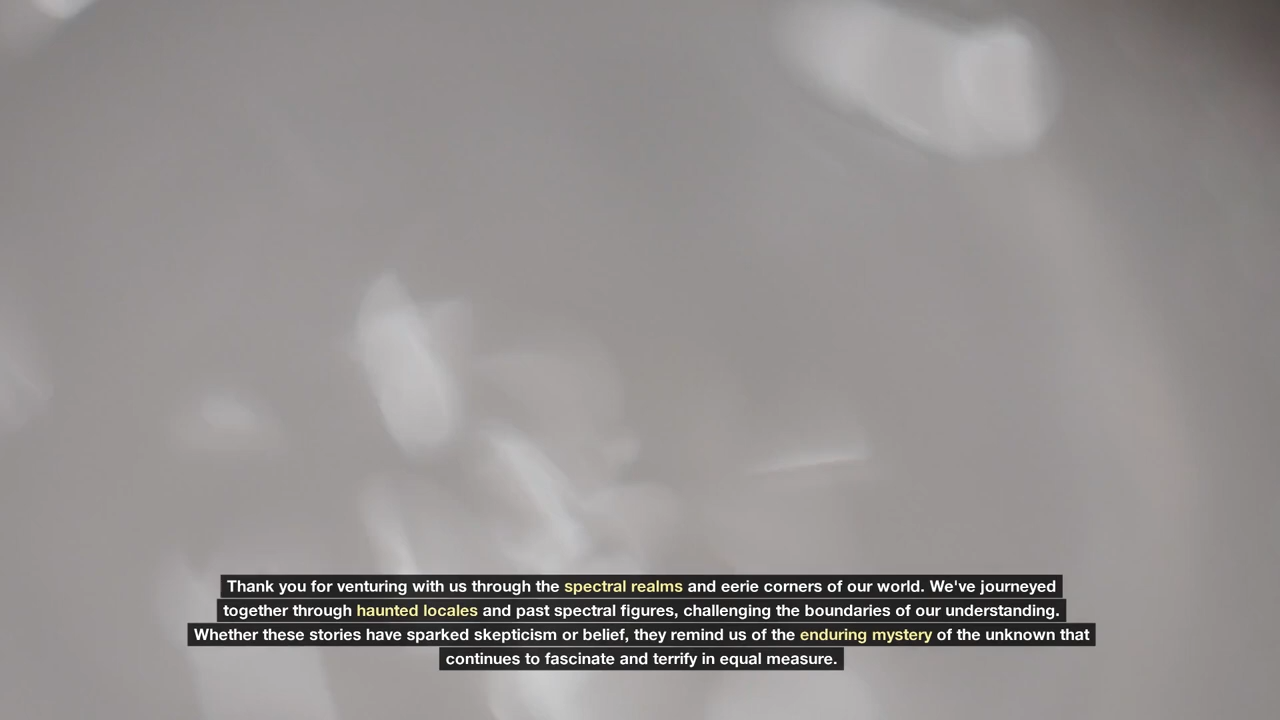 Thank you for venturing with us through the spectral realms and eerie corners of our world. We've journeyed
together through haunted locales and past spectral figures, challenging the boundaries of our understanding.
Whether these stories have sparked skepticism or belief, they remind us of the enduring mystery of the unknown that
continues to fascinate and terrify in equal measure.